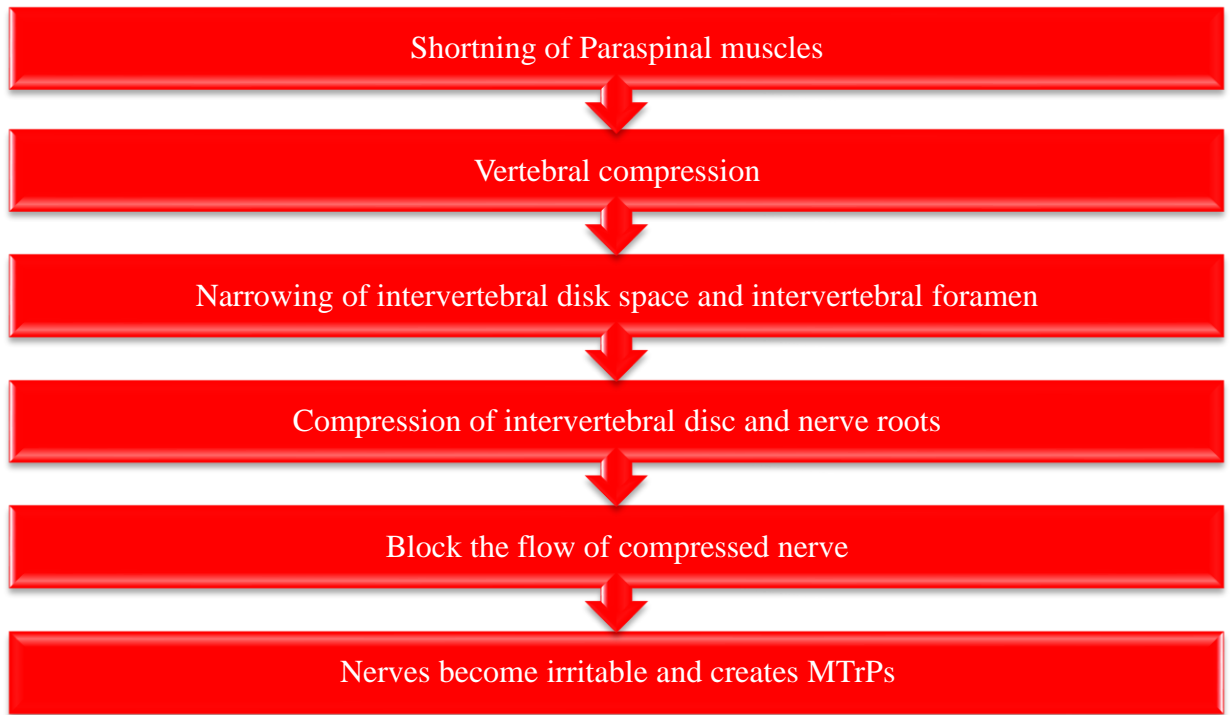 Shortning of Paraspinal muscles
Vertebral compression
Narrowing of intervertebral disk space and intervertebral foramen
Compression of intervertebral disc and nerve roots
Block the flow of compressed nerve
Nerves become irritable and creates MTrPs